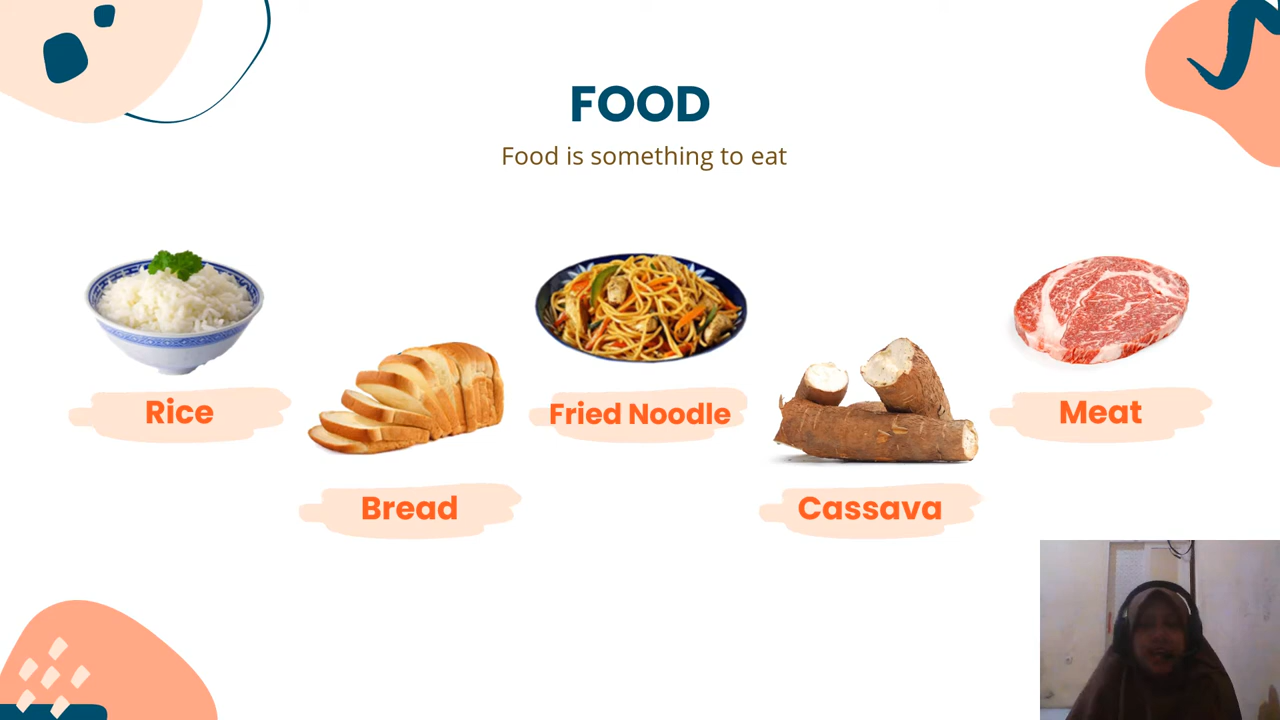 FOOD
Food is something to eat
Rice
Fried Noodle
Meat
Bread
Cassava